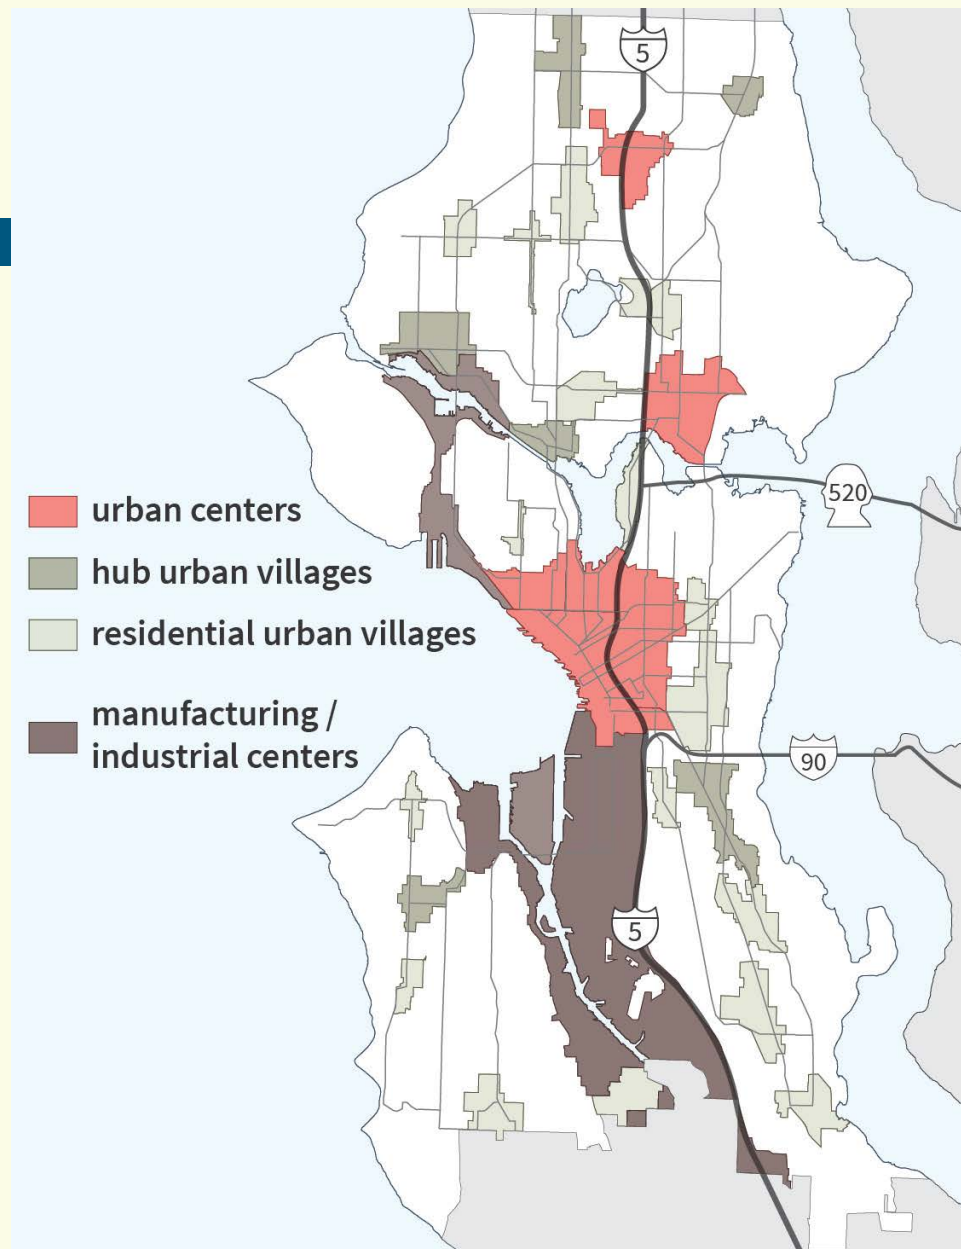 5
520
urban centers
hub urban villages
residential urban villages
manufacturing /
industrial centers
90
5